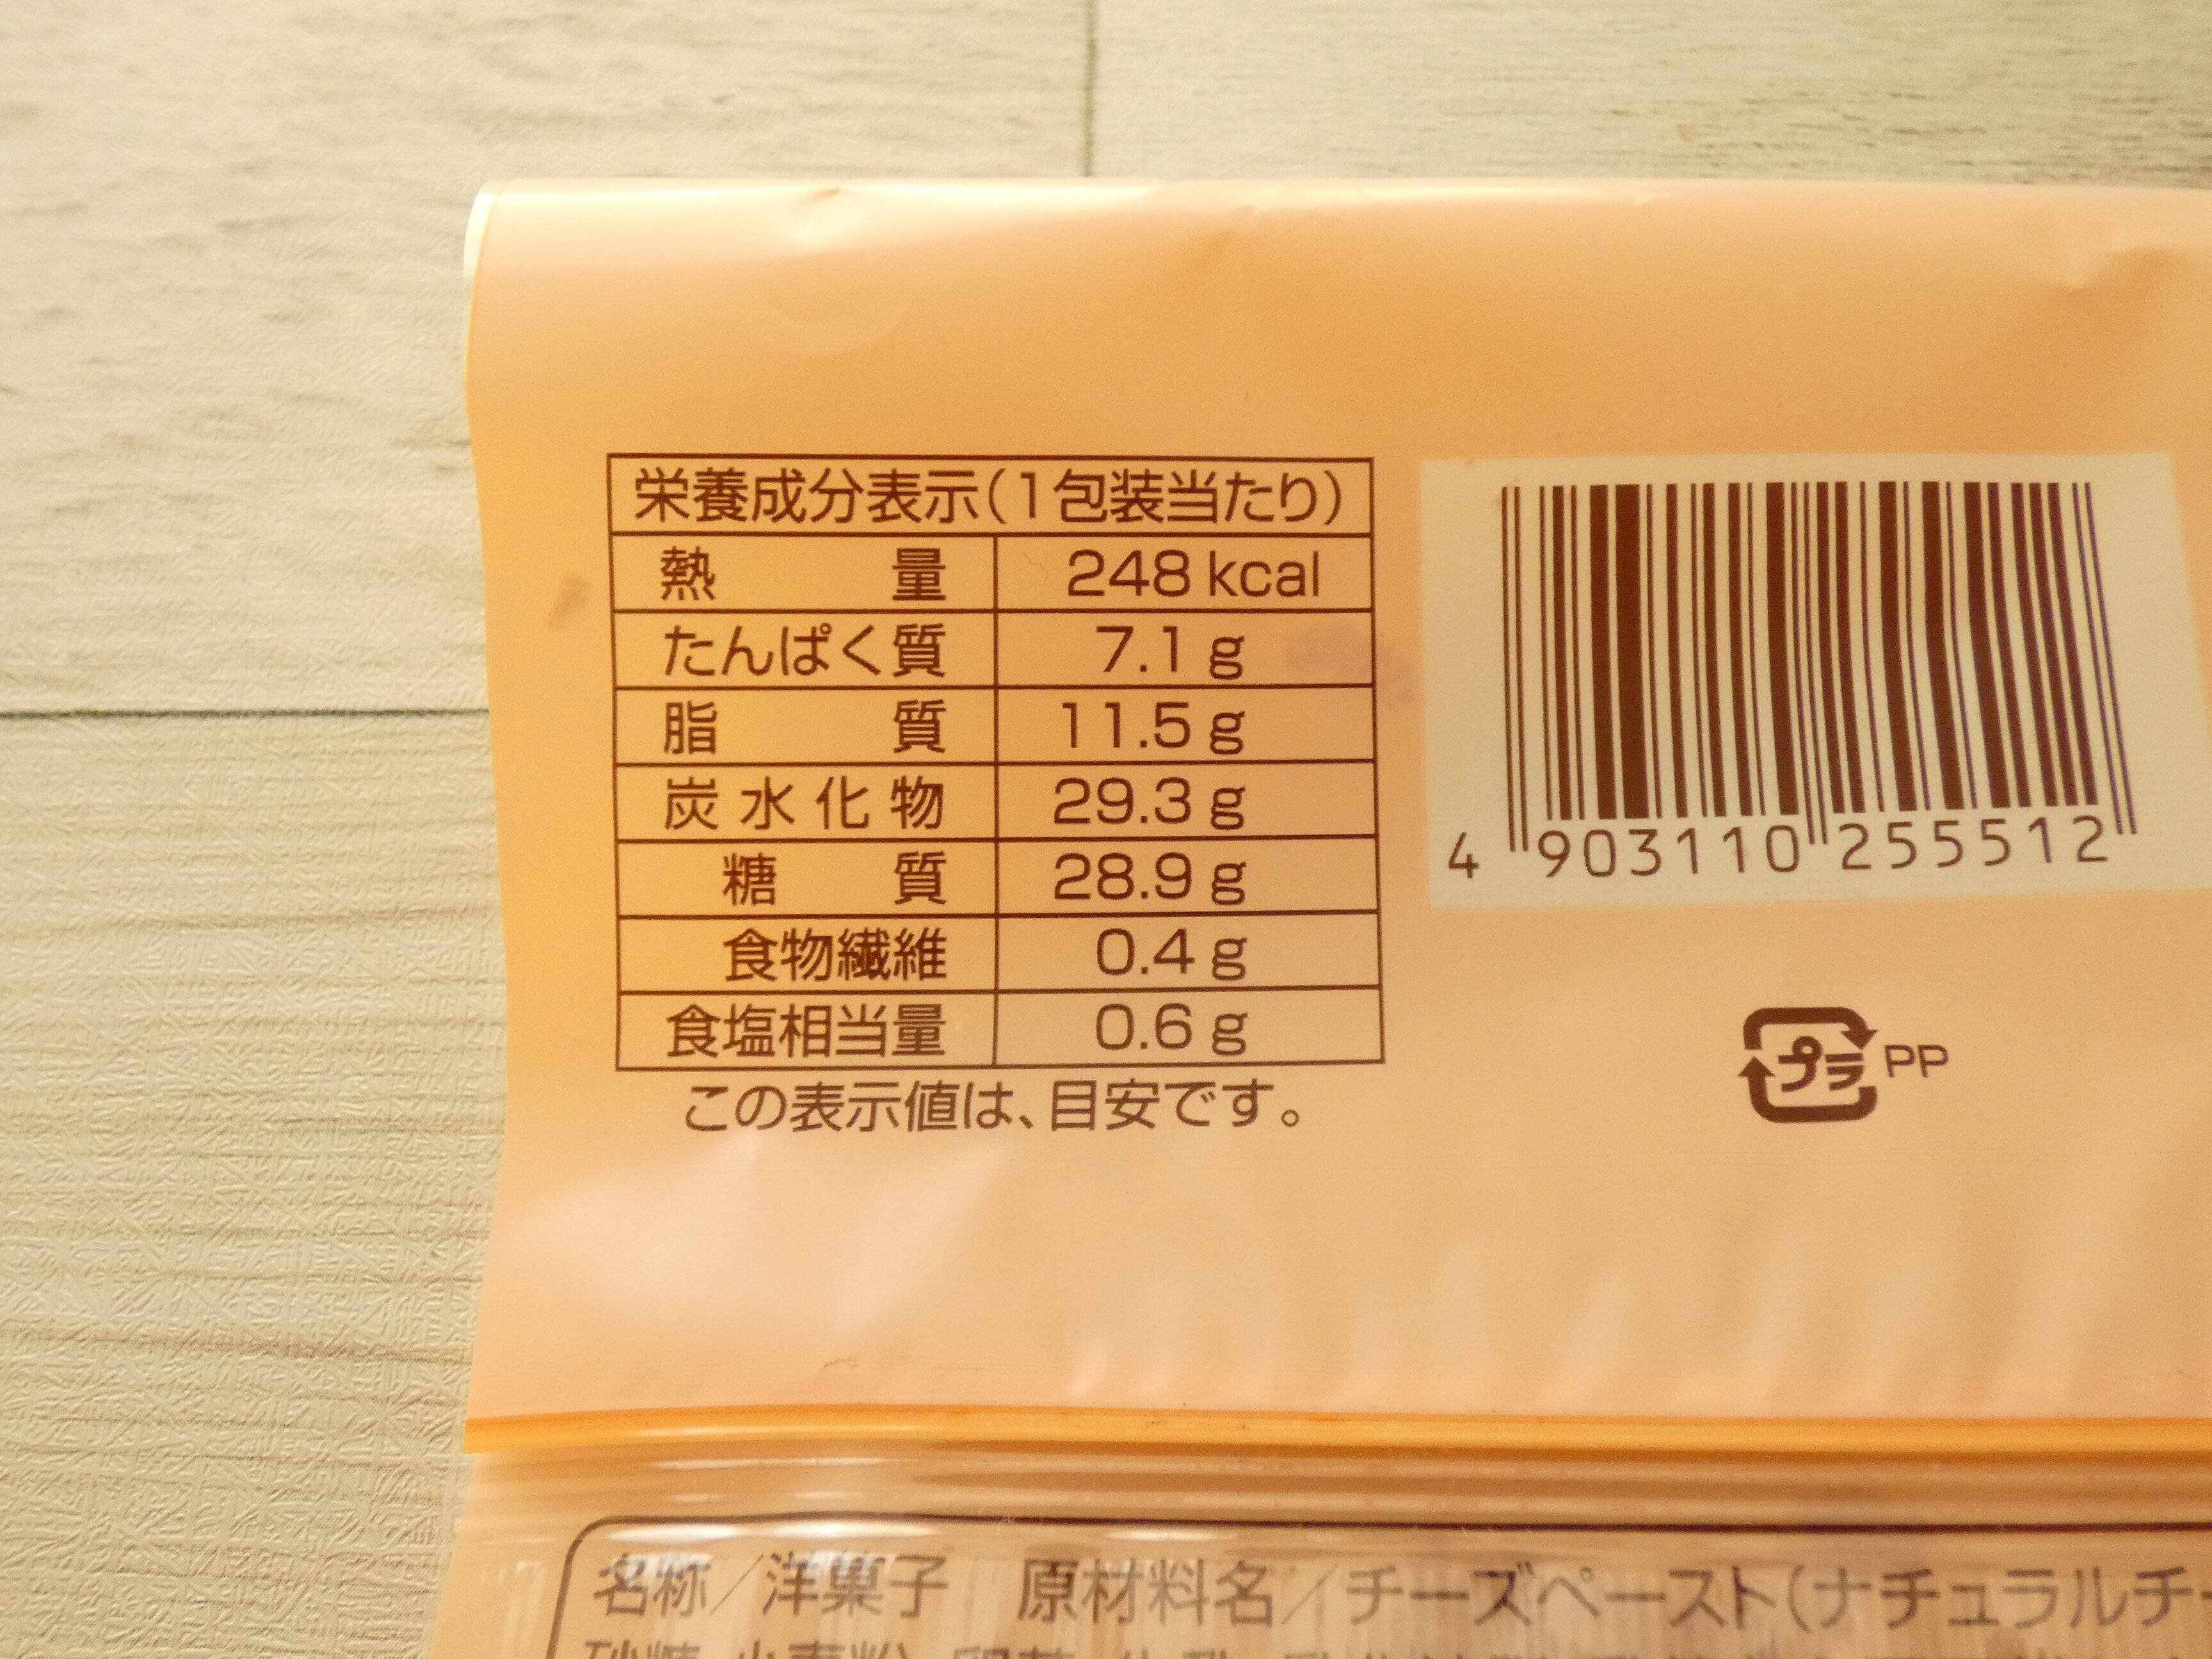 栄養成分表示(1包装当たり)
熱量 248 kcal
たんぱく質 7.1 g
脂質 11.5 g
炭水化物 29.3 g
糖質 28.9 g
食物繊維 0.4 g
食塩相当量 0.6 g
この表示値は、目安です。
4 903110 255512
プラ PP
名称/洋菓子 原材料名/チーズペースト(ナチュラルチー